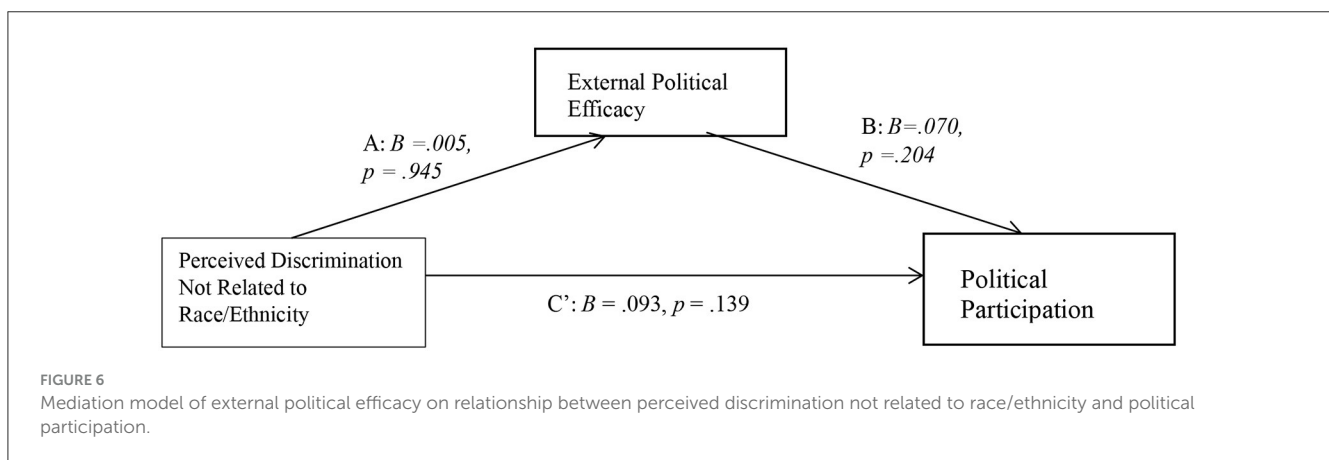 External Political
Efficacy
A: B =.005,
p = .945
B: B=.070,
p =.204
Perceived Discrimination
Not Related to
Race/Ethnicity
C’: B = .093, p = .139
Political
Participation
FIGURE 6
Mediation model of external political efficacy on relationship between perceived discrimination not related to race/ethnicity and political
participation.